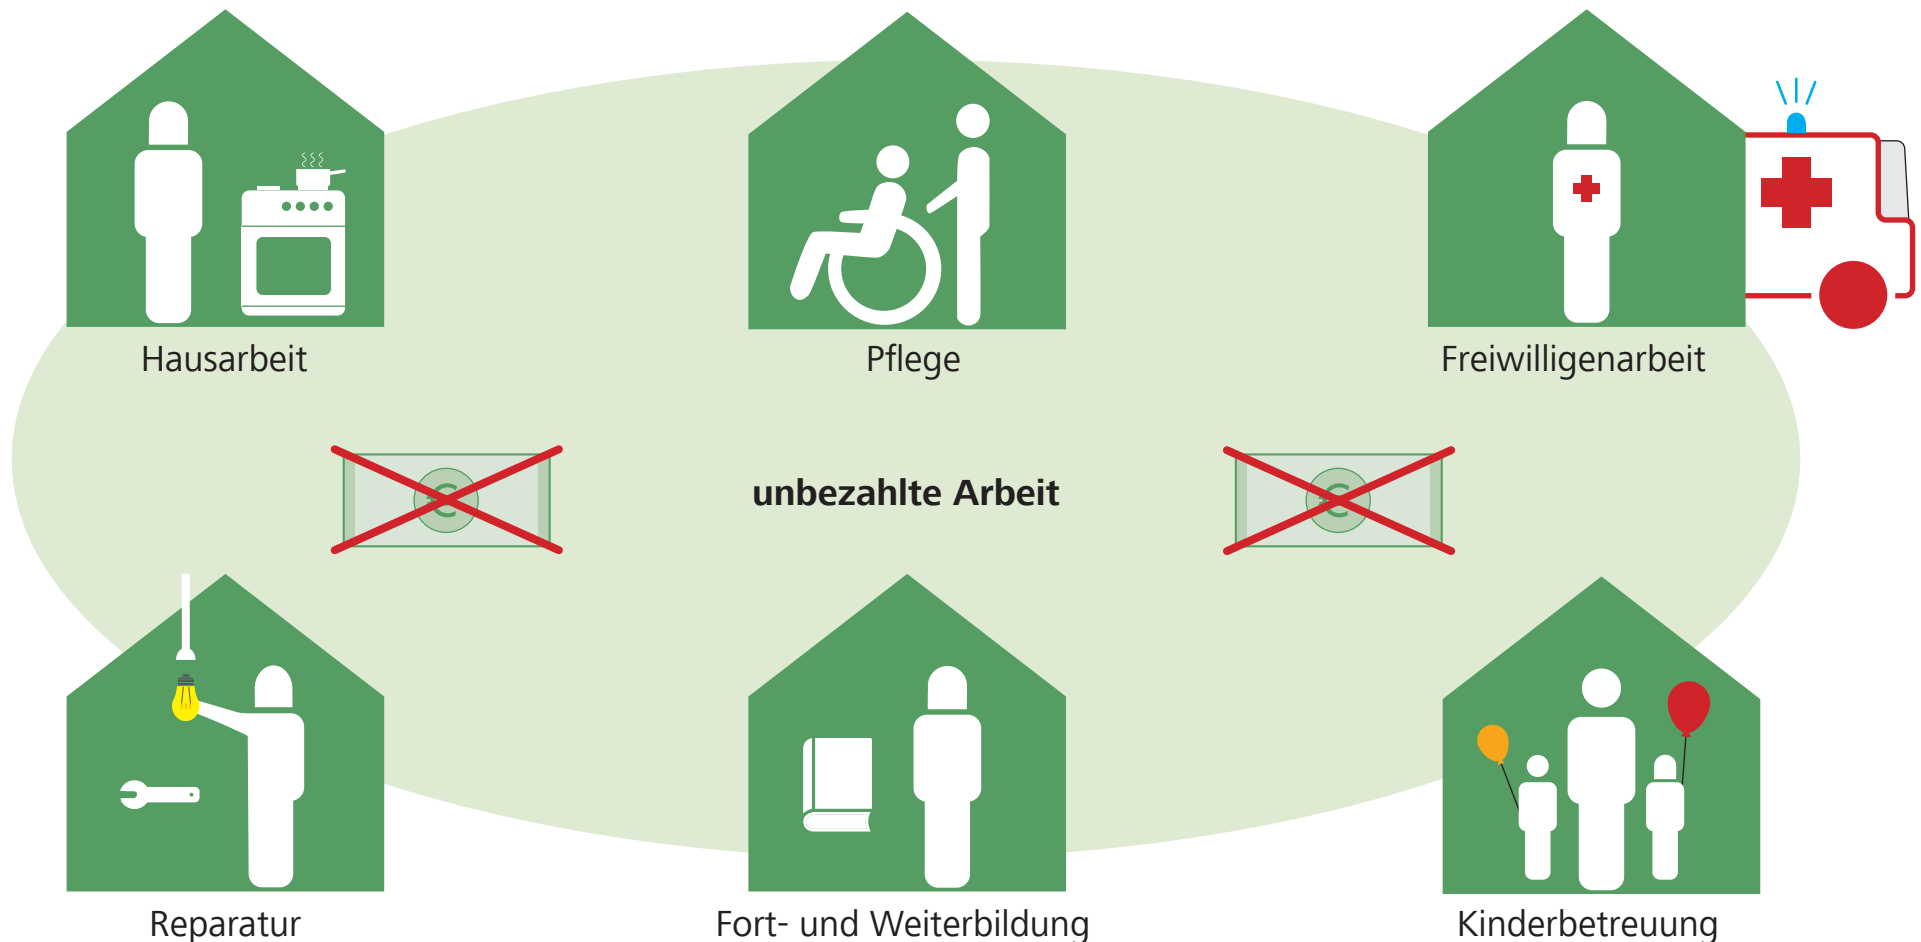 Hausarbeit
Pflege
Freiwilligenarbeit
€
unbezahlte Arbeit
€
Reparatur
Fort- und Weiterbildung
Kinderbetreuung